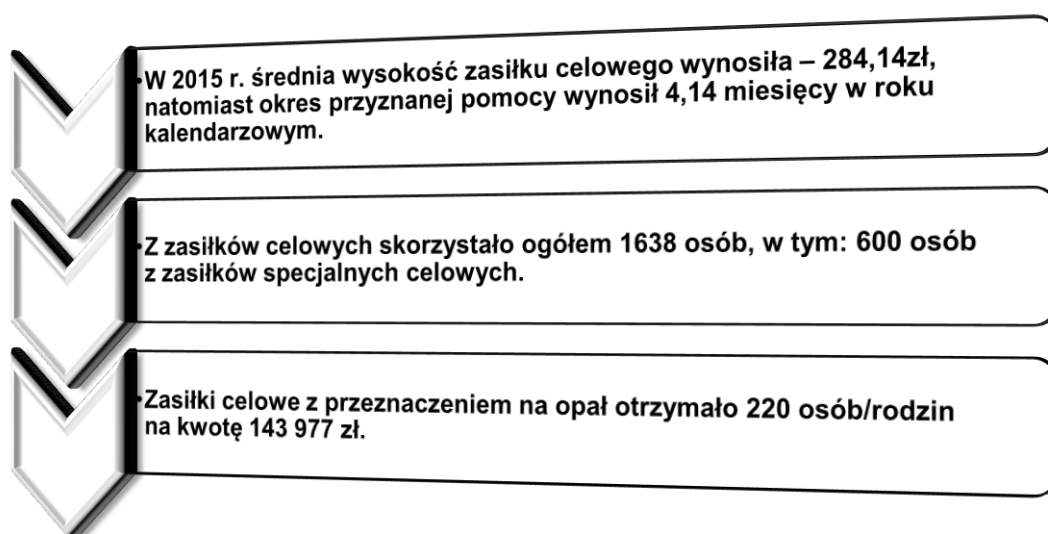 •W 2015 r. średnia wysokość zasiłku celowego wynosiła – 284,14zł,
natomiast okres przyznanej pomocy wynosił 4,14 miesięcy w roku
kalendarzowym.
•Z zasiłków celowych skorzystało ogółem 1638 osób, w tym: 600 osób
z zasiłków specjalnych celowych.
•Zasiłki celowe z przeznaczeniem na opał otrzymało 220 osób/rodzin
na kwotę 143 977 zł.